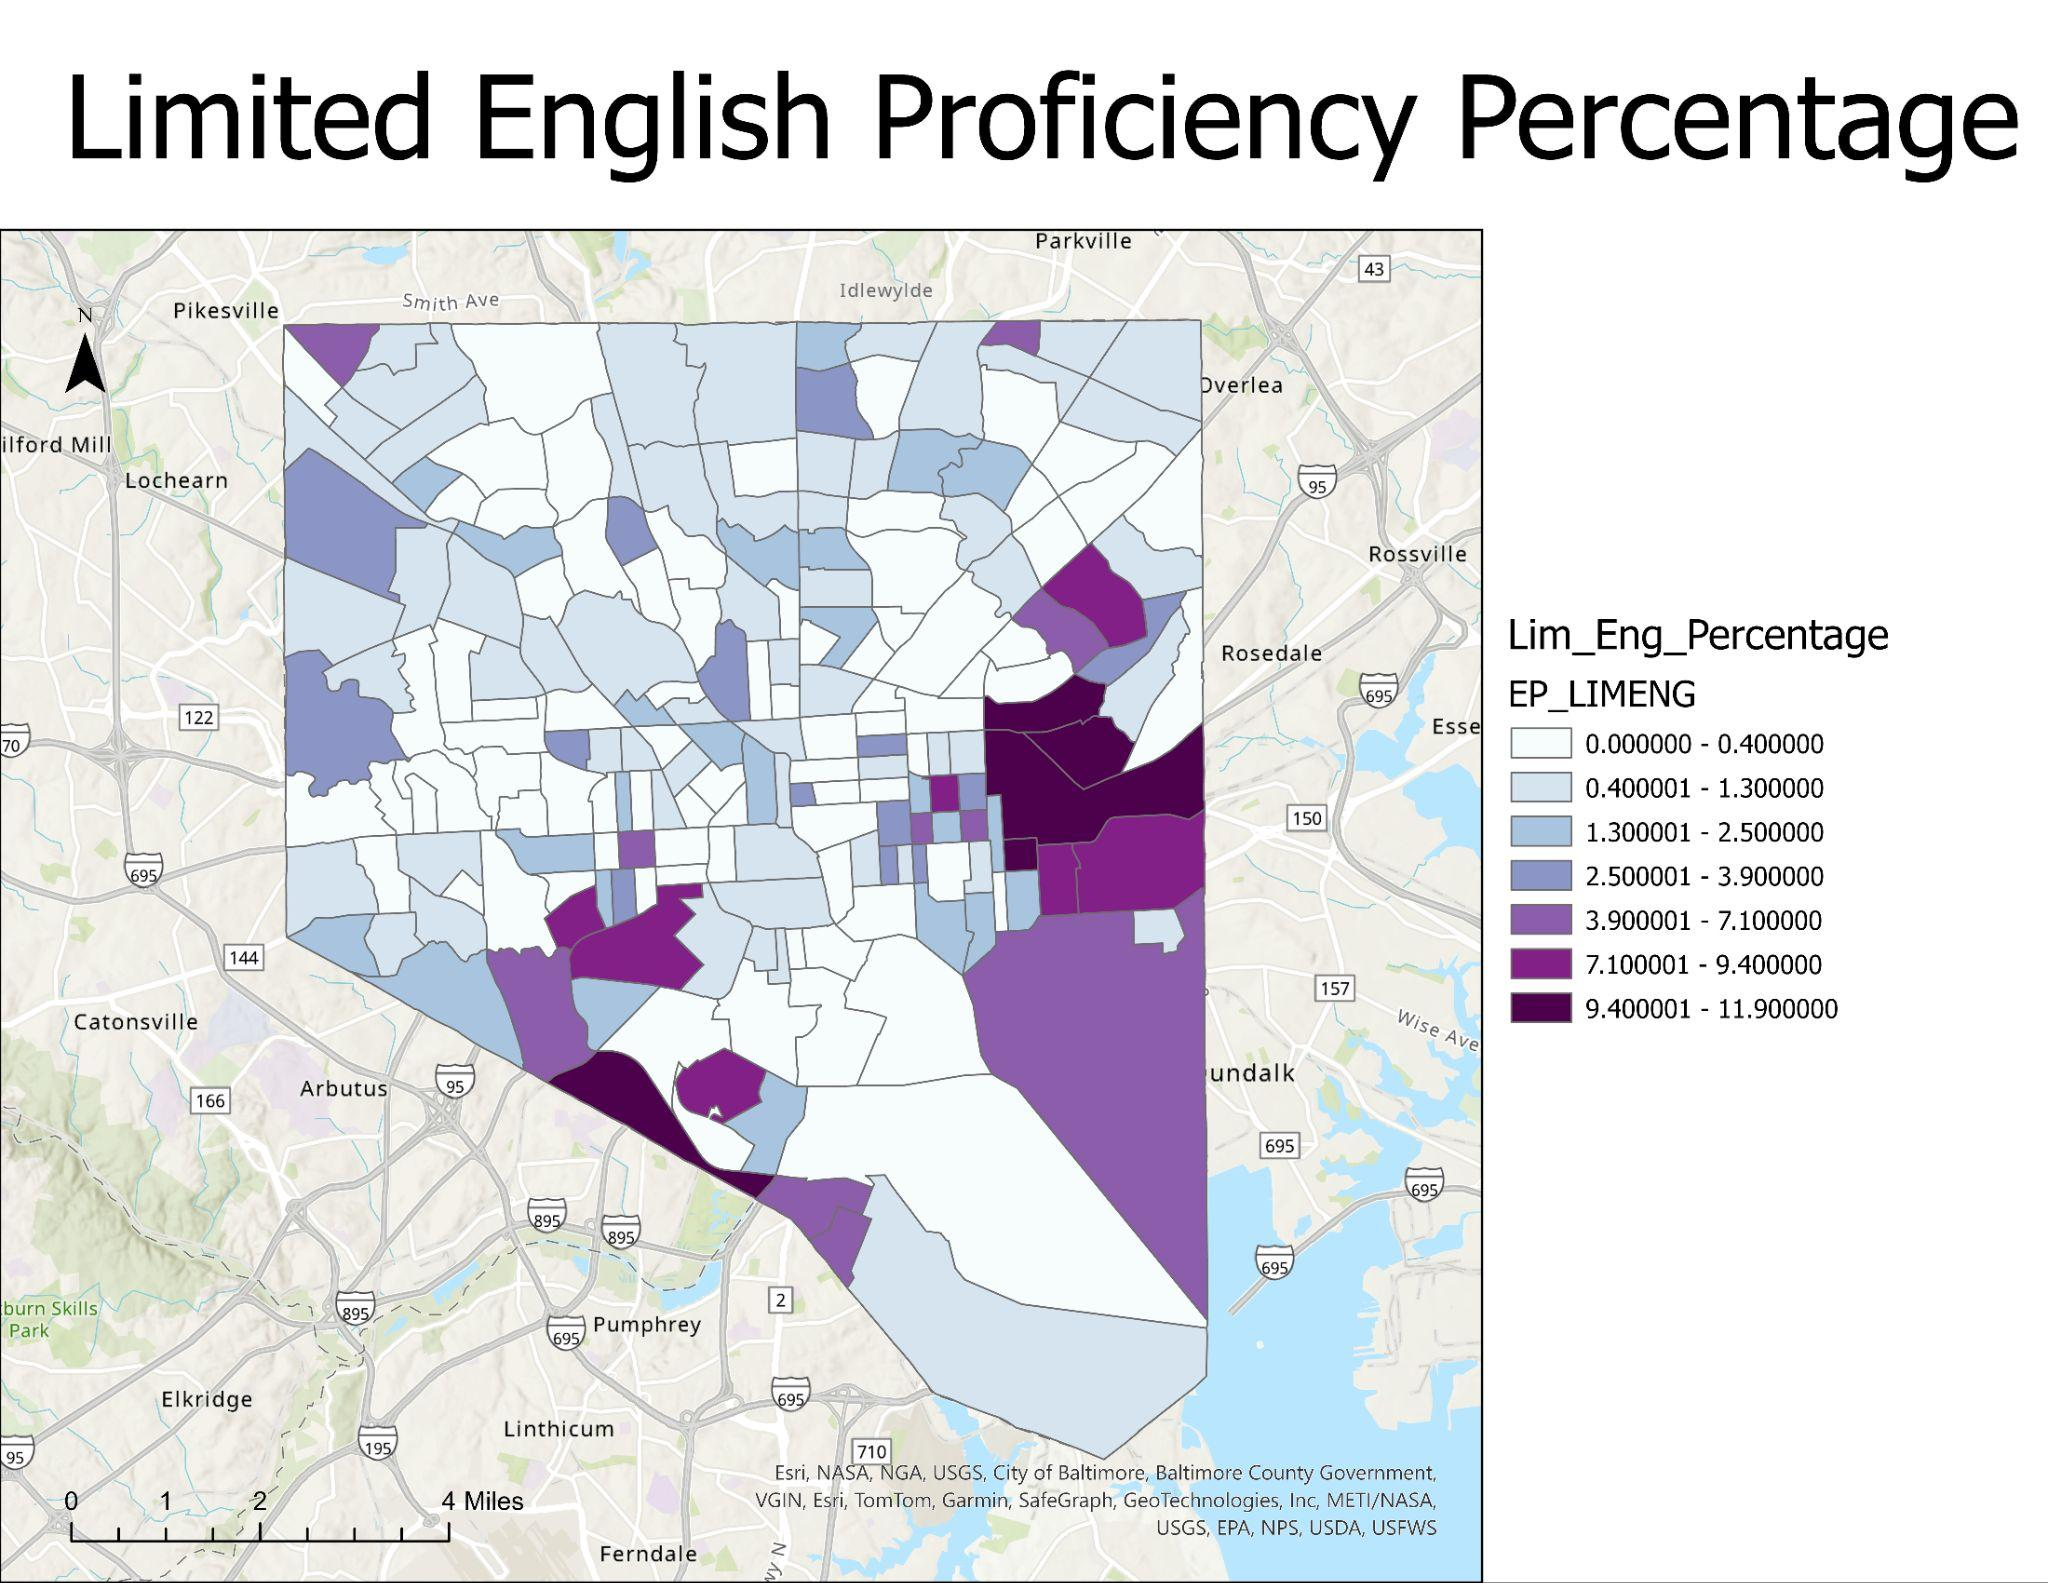 Limited English Proficiency Percentage
Parkville
43
Idlewylde
Smith Ave
Pikesville
N
Overlea
ilford Mill
Lochearn
95
Rossville
Rosedale
695
122
Esse
70
150
695
144
157
Wise Ave
Catonsville
Arbutus
95
166
undalk
695
695
895
895
695
2
895
burn Skills
Park
695
Pumphrey
Elkridge
695
Linthicum
195
95
710
0 1 2 4 Miles
Ferndale
wy N
Esri, NASA, NGA, USGS, City of Baltimore, Baltimore County Government,
VGIN, Esri, TomTom, Garmin, SafeGraph, GeoTechnologies, Inc, METI/NASA,
USGS, EPA, NPS, USDA, USFWS
Lim_Eng_Percentage
EP_LIMENG
0.000000 - 0.400000
0.400001 - 1.300000
1.300001 - 2.500000
2.500001 - 3.900000
3.900001 - 7.100000
7.100001 - 9.400000
9.400001 - 11.900000